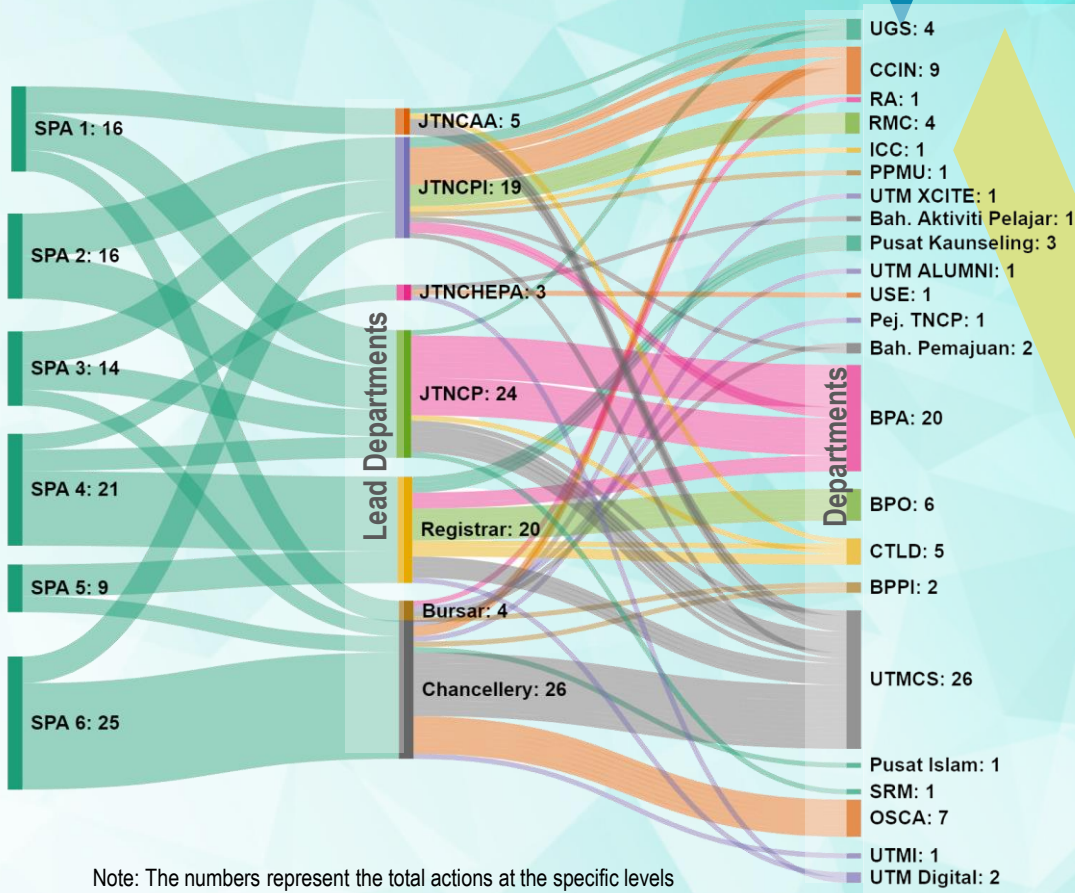 SPA 1: 16
SPA 2: 16
SPA 3: 14
SPA 4: 21
SPA 5: 9
SPA 6: 25
Lead Departments
JTNCAA: 5
JTNCPI: 19
JTNCHEPA: 3
JTNCP: 24
Registrar: 20
Bursar: 4
Chancellery: 26
Departments
UGS: 4
CCIN: 9
RA: 1
RMC: 4
ICC: 1
PPMU: 1
UTM XCITE: 1
Bah. Aktiviti Pelajar: 1
Pusat Kaunseling: 3
UTM ALUMNI: 1
USE: 1
Pej. TNCP: 1
Bah. Pemajuan: 2
BPA: 20
BPO: 6
CTLD: 5
BPPI: 2
UTMCS: 26
Pusat Islam: 1
SRM: 1
OSCA: 7
UTMI: 1
UTM Digital: 2
Note: The numbers represent the total actions at the specific levels